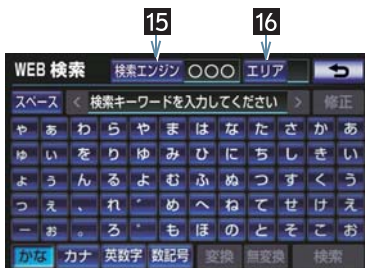 15 16
WEB 検索 検索エンジン ○○○ エリア
スペース < 検索キーワードを入力してください > 修正
ゃ ぁ わ ら や ま は な た さ か あ
ゅ ぃ を り ゆ み ひ に ち し き い
ょ ぅ ん る よ む ふ ぬ つ す く う
っ ぇ 、 れ ゛ め へ ね て せ け え
ー ぉ 。 ろ ゜ も ほ の と そ こ お
かな カナ 英数字 数記号 変換 無変換 検索